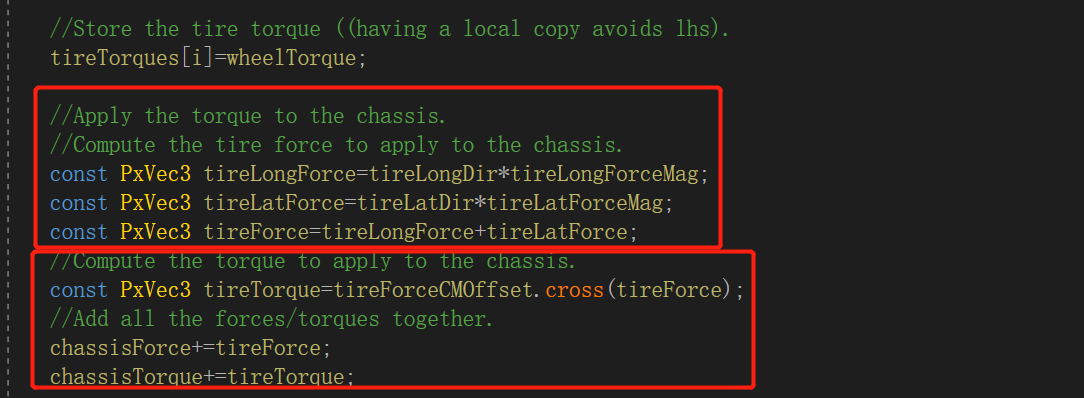 //Store the tire torque ((having a local copy avoids lhs).
tireTorques[i]=wheelTorque;
//Apply the torque to the chassis.
//Compute the tire force to apply to the chassis.
const PxVec3 tireLongForce=tireLongDir*tireLongForceMag;
const PxVec3 tireLatForce=tireLatDir*tireLatForceMag;
const PxVec3 tireForce=tireLongForce+tireLatForce;
//Compute the torque to apply to the chassis.
const PxVec3 tireTorque=tireForceCMOffset.cross(tireForce);
//Add all the forces/torques together.
chassisForce+=tireForce;
chassisTorque+=tireTorque;